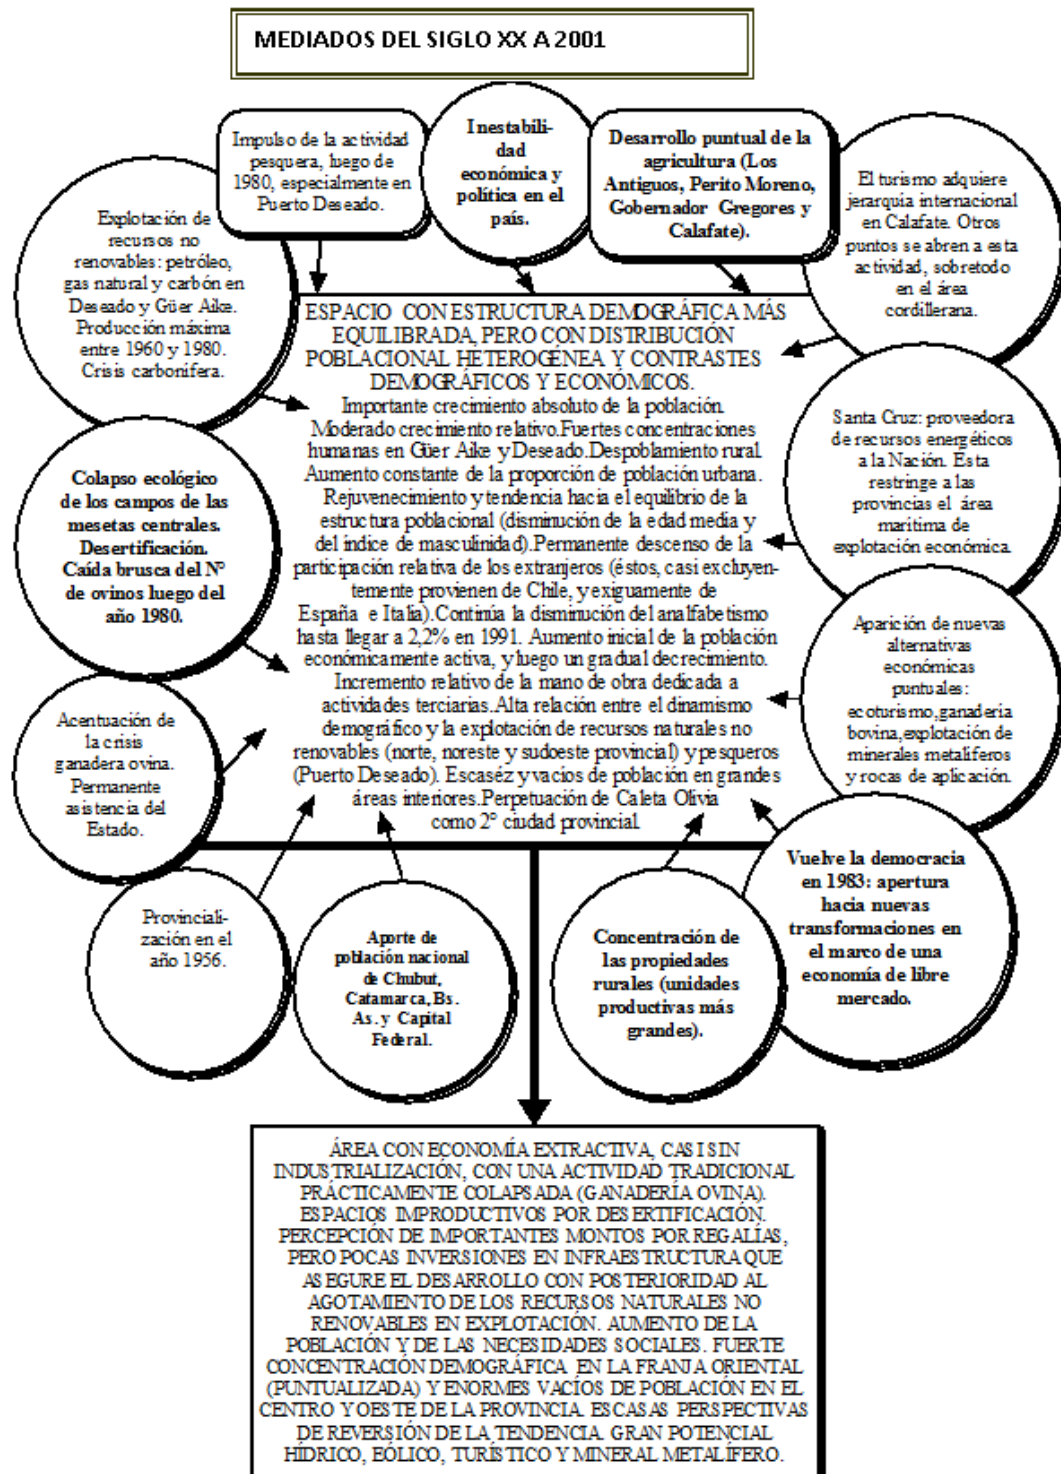 MEDIADOS DEL SIGLO XX A 2001
Impulso de la actividad
pesquera, luego de
1980, especialmente en
Puerto Deseado.
Inestabili-
dad
económica y
política en el
país.
Desarrollo puntual de la
agricultura (Los
Antiguos, Perito Moreno,
Gobernador Gregores y
Calafate).
El turismo adquiere
jerarquía internacional
en Calafate. Otros
puntos se abren a esta
actividad, sobretodo
en el área
cordillerana.
Explotación de
recursos no
renovables: petróleo,
gas natural y carbón en
Deseado y Güer Aike.
Producción máxima
entre 1960 y 1980.
Crisis carbonífera.
ESPACIO CON ESTRUCTURA DEMOGRÁFICA MÁS
EQUILIBRADA, PERO CON DISTRIBUCIÓN
POBLACIONAL HETEROGÉNEA Y CONTRASTES
DEMOGRÁFICOS Y ECONÓMICOS.
Importante crecimiento absoluto de la población.
Moderado crecimiento relativo.Fuertes concentraciones
humanas en Güer Aike y Deseado.Despoblamiento rural.
Aumento constante de la proporción de población urbana.
Rejuvenecimiento y tendencia hacia el equilibrio de la
estructura poblacional (disminución de la edad media y
del índice de masculinidad).Permanente descenso de la
participación relativa de los extranjeros (éstos, casi excluyen-
temente provienen de Chile, y exiguamente de
España e Italia).Continúa la disminución del analfabetismo
hasta llegar a 2,2% en 1991. Aumento inicial de la población
económicamente activa, y luego un gradual decrecimiento.
Incremento relativo de la mano de obra dedicada a
actividades terciarias.Alta relación entre el dinamismo
demográfico y la explotación de recursos naturales no
renovables (norte, noreste y sudoeste provincial) y pesqueros
(Puerto Deseado). Escaséz y vacíos de población en grandes
áreas interiores.Perpetuación de Caleta Olivia
como 2° ciudad provincial.
Santa Cruz: proveedora
de recursos energéticos
a la Nación. Esta
restringe a las
provincias el área
marítima de
explotación económica.
Colapso ecológico
de los campos de las
mesetas centrales.
Desertificación.
Caída brusca del N°
de ovinos luego del
año 1980.
Aparición de nuevas
alternativas
económicas
puntuales:
ecoturismo,ganadería
bovina,explotación de
minerales metalíferos
y rocas de aplicación.
Acentuación de
la crisis
ganadera ovina.
Permanente
asistencia del
Estado.
Vuelve la democracia
en 1983: apertura
hacia nuevas
transformaciones en
el marco de una
economía de libre
mercado.
Provinciali-
zación en el
año 1956.
Aporte de
población nacional
de Chubut,
Catamarca, Bs.
As. y Capital
Federal.
Concentración de
las propiedades
rurales (unidades
productivas más
grandes).
ÁREA CON ECONOMÍA EXTRACTIVA, CASI SIN
INDUSTRIALIZACIÓN, CON UNA ACTIVIDAD TRADICIONAL
PRÁCTICAMENTE COLAPSADA (GANADERÍA OVINA).
ESPACIOS IMPRODUCTIVOS POR DESERTIFICACIÓN.
PERCEPCIÓN DE IMPORTANTES MONTOS POR REGALÍAS,
PERO POCAS INVERSIONES EN INFRAESTRUCTURA QUE
ASEGURE EL DESARROLLO CON POSTERIORIDAD AL
AGOTAMIENTO DE LOS RECURSOS NATURALES NO
RENOVABLES EN EXPLOTACIÓN. AUMENTO DE LA
POBLACIÓN Y DE LAS NECESIDADES SOCIALES. FUERTE
CONCENTRACIÓN DEMOGRÁFICA EN LA FRANJA ORIENTAL
(PUNTUALIZADA) Y ENORMES VACÍOS DE POBLACIÓN EN EL
CENTRO Y OESTE DE LA PROVINCIA. ESCASAS PERSPECTIVAS
DE REVERSIÓN DE LA TENDENCIA. GRAN POTENCIAL
HÍDRICO, EÓLICO, TURÍSTICO Y MINERAL METALÍFERO.